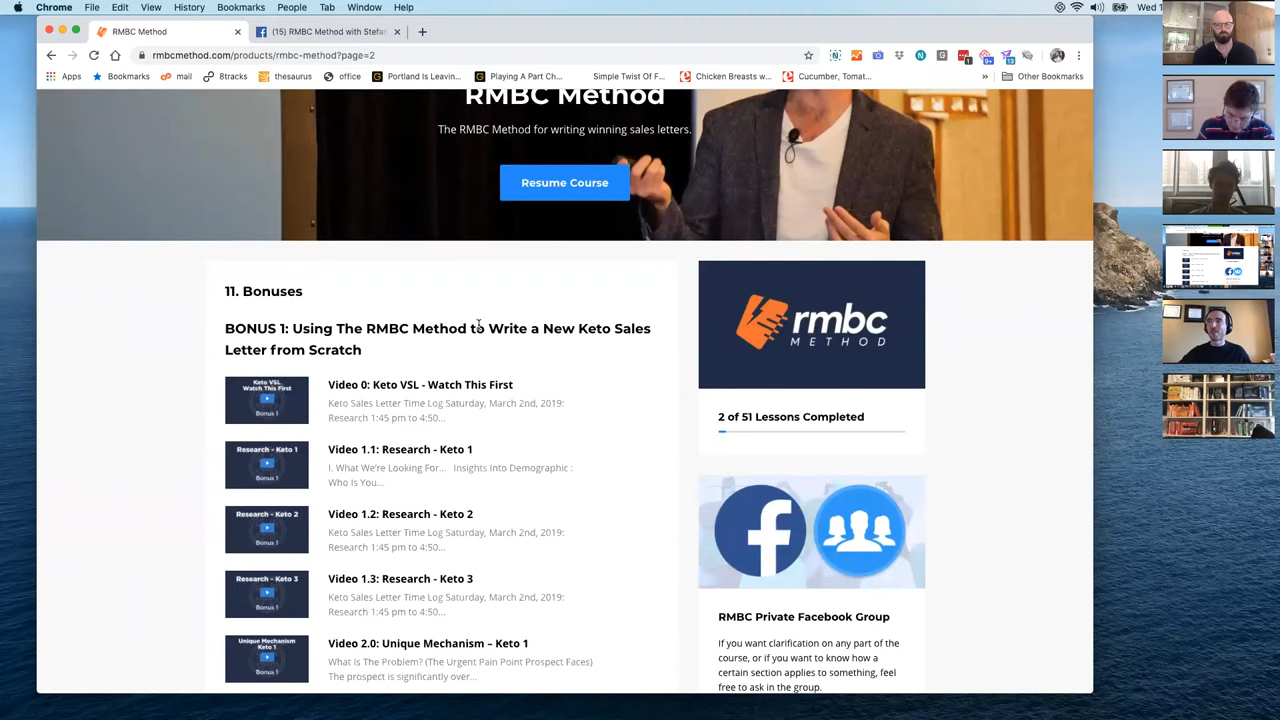 Chrome File Edit View History Bookmarks People Tab Window Help
Wed 1
RMBC Method
(15) RMBC Method with Stefan
rmbcmethod.com/products/rmbc-method?page=2
Apps Bookmarks mail 8tracks thesaurus office Portland Is Leavin... Playing A Part Ch... Simple Twist Of F... Chicken Breasts w... Cucumber, Tomat... » Other Bookmarks
RMBC Method
The RMBC Method for writing winning sales letters.
Resume Course
11. Bonuses
BONUS 1: Using The RMBC Method to Write a New Keto Sales
Letter from Scratch
Keto VSL
Watch This First
Bonus 1
Video 0: Keto VSL - Watch This First
Keto Sales Letter Time Log Saturday, March 2nd, 2019:
Research 1:45 pm to 4:50...
Research - Keto 1
Bonus 1
Video 1.1: Research - Keto 1
I. What We're Looking For... Insights Into Demographic :
Who Is You...
Research - Keto 2
Bonus 1
Video 1.2: Research - Keto 2
Keto Sales Letter Time Log Saturday, March 2nd, 2019:
Research 1:45 pm to 4:50...
Research - Keto 3
Bonus 1
Video 1.3: Research - Keto 3
Keto Sales Letter Time Log Saturday, March 2nd, 2019:
Research 1:45 pm to 4:50...
Unique Mechanism
Keto 1
Bonus 1
Video 2.0: Unique Mechanism – Keto 1
What Is The Problem? (The Urgent Pain Point Prospect Faces)
The prospect is significantly over...
rmbc
METHOD
2 of 51 Lessons Completed
RMBC Private Facebook Group
If you want clarification on any part of the
course, or if you want to know how a
certain section applies to something, feel
free to ask in the group.